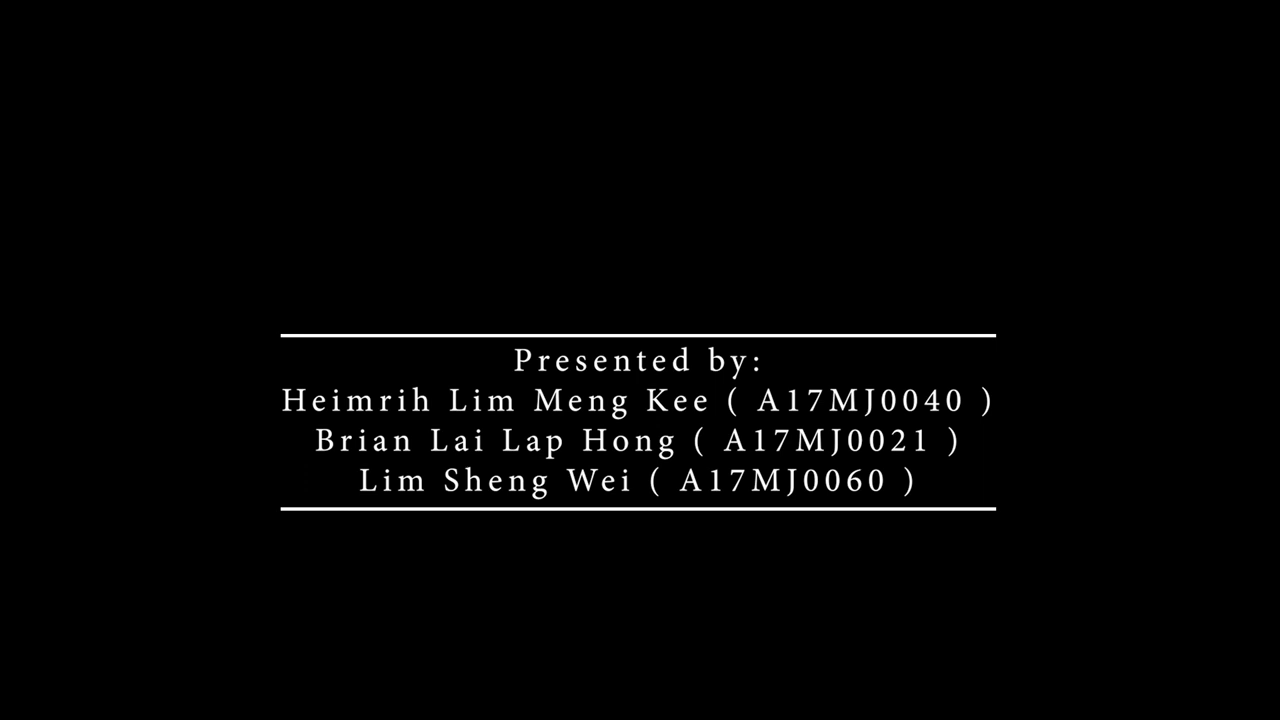 Presented by:
Heimrih Lim Meng Kee ( A17MJ0040 )
Brian Lai Lap Hong ( A17MJ0021 )
Lim Sheng Wei ( A17MJ0060 )